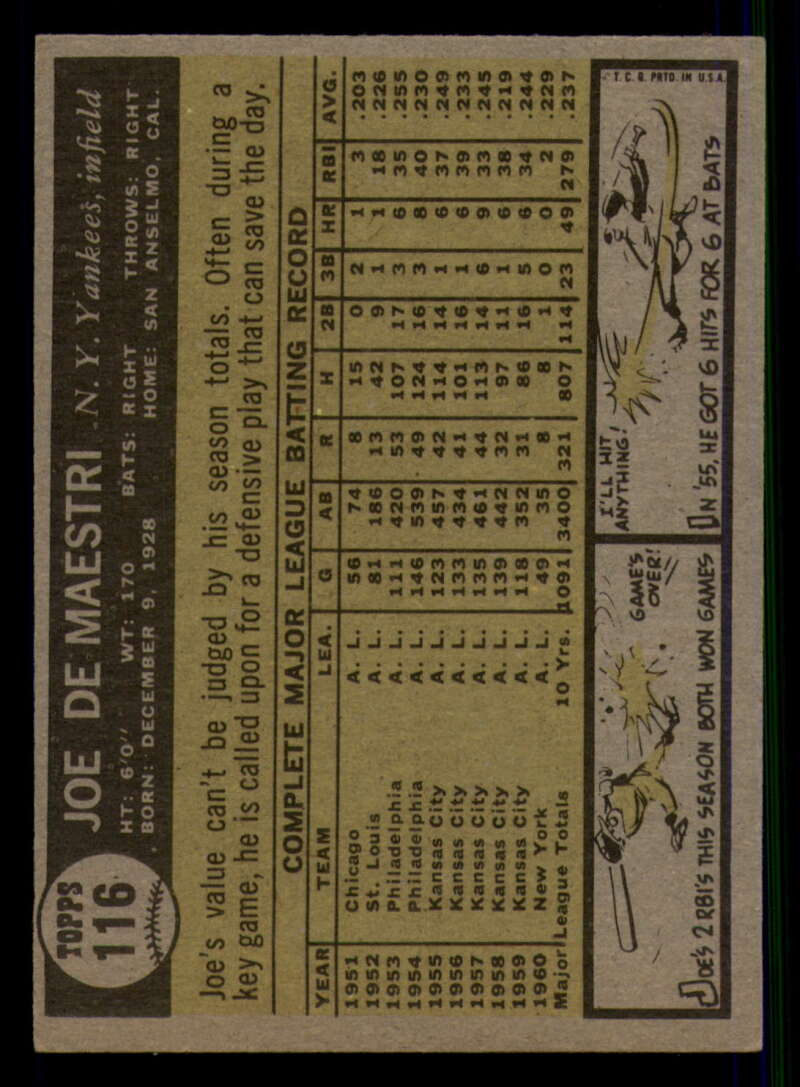 TOPPS
116
JOE DE MAESTRI N. Y. Yankees, infield
HT: 6'0" WT: 170 BATS: RIGHT THROWS: RIGHT
BORN: DECEMBER 9, 1928 HOME: SAN ANSELMO, CAL.
Joe's value can't be judged by his season totals. Often during a
key game, he is called upon for a defensive play that can save the day.
COMPLETE MAJOR LEAGUE BATTING RECORD
YEAR TEAM LEA. G AB R H 2B 3B HR RBI AVG.
1951 Chicago A. L. 56 74 8 15 0 2 1 3 .203
1952 St. Louis A. L. 81 186 13 42 9 1 1 18 .226
1953 Philadelphia A. L. 111 420 53 107 17 3 6 35 .255
1954 Philadelphia A. L. 146 539 49 124 16 3 8 40 .230
1955 Kansas City A. L. 123 457 42 114 14 1 6 37 .249
1956 Kansas City A. L. 133 434 41 101 16 1 6 39 .233
1957 Kansas City A. L. 135 461 44 113 14 6 9 33 .245
1958 Kansas City A. L. 139 442 32 97 11 1 6 38 .219
1959 Kansas City A. L. 118 352 31 86 16 5 6 34 .244
1960 New York A. L. 49 35 8 8 1 0 0 2 .229
Major League Totals 10 Yrs. 1091 3400 321 807 114 23 49 279 .237
GAME'S
OVER!
JOE'S 2 RBI'S THIS SEASON BOTH WON GAMES
I'LL HIT
ANYTHING!
T. C. G. PRTD. IN U.S.A.
IN '55, HE GOT 6 HITS FOR 6 AT BATS